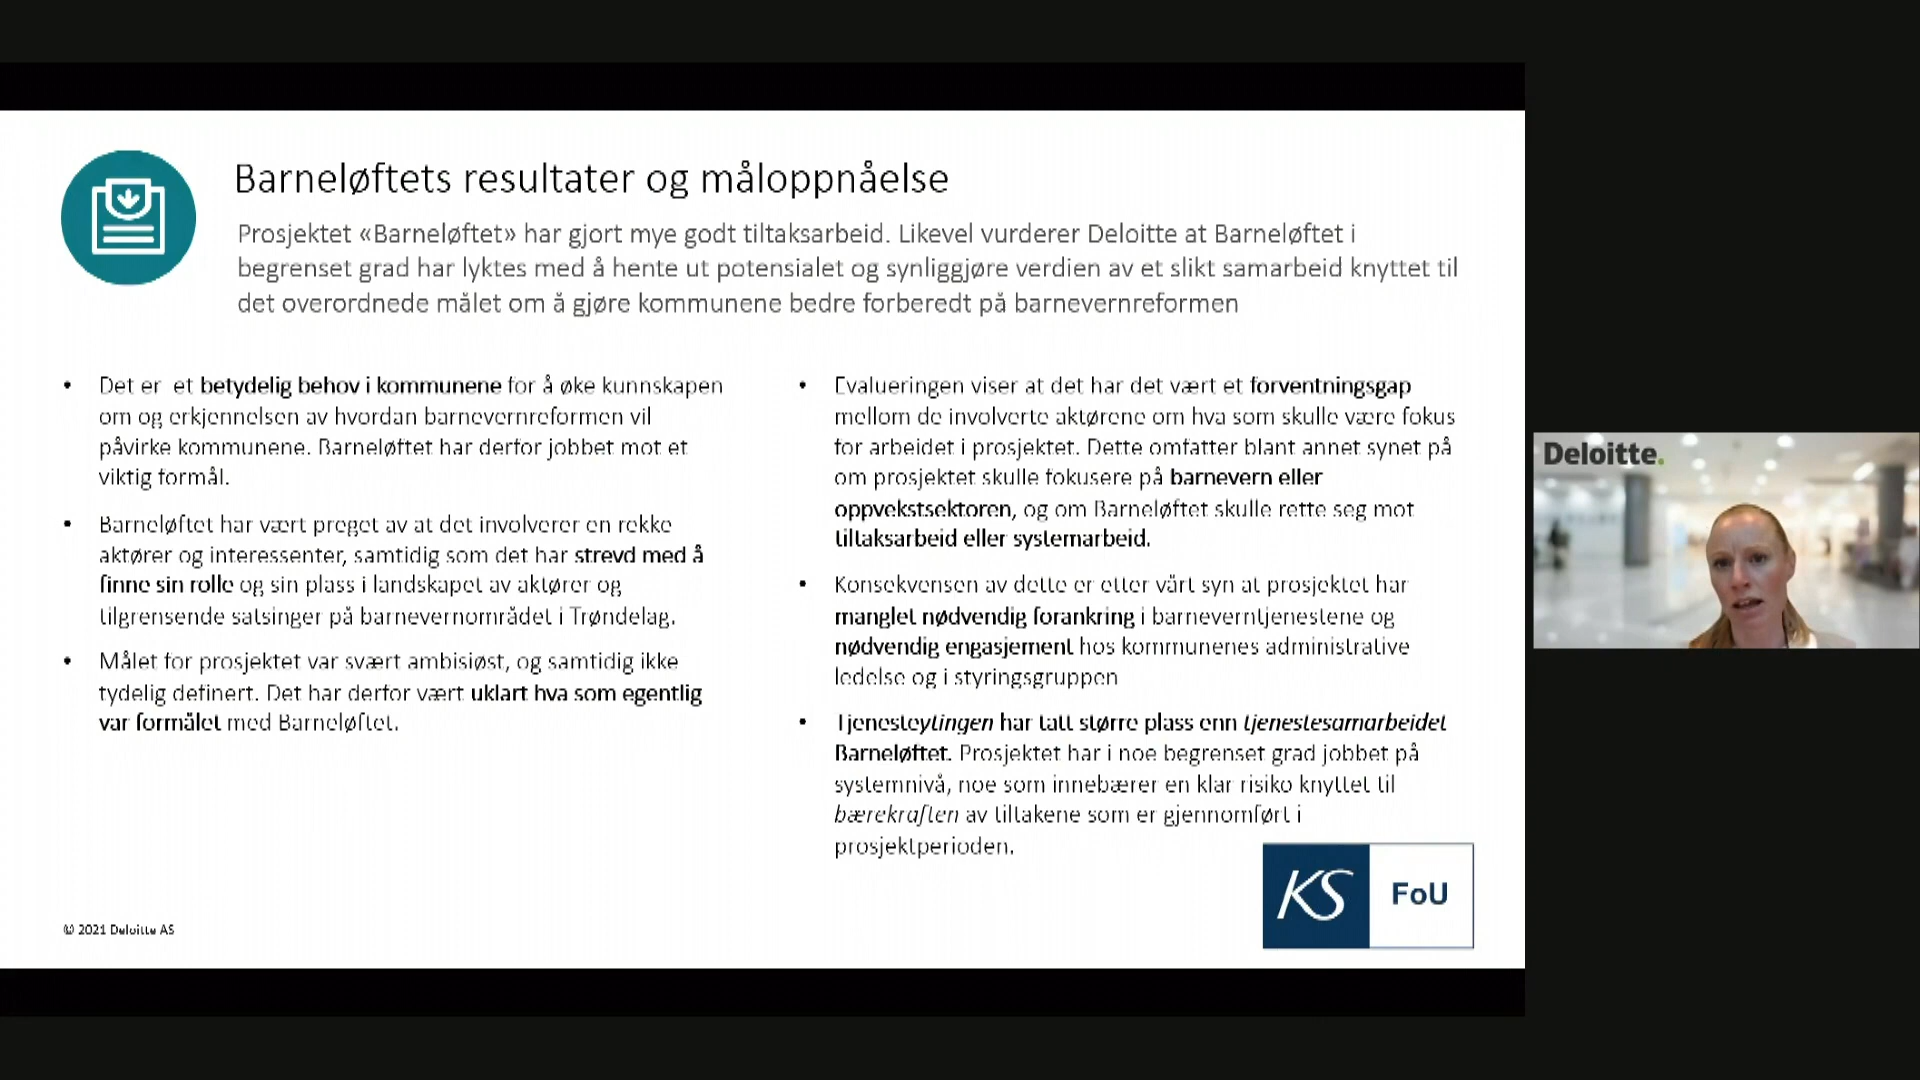 Barneløftets resultater og måloppnåelse
Prosjektet «Barneløftet» har gjort mye godt tiltaksarbeid. Likevel vurderer Deloitte at Barneløftet i
begrenset grad har lyktes med å hente ut potensialet og synliggjøre verdien av et slikt samarbeid knyttet til
det overordnede målet om å gjøre kommunene bedre forberedt på barnevernreformen
• Det er et betydelig behov i kommunene for å øke kunnskapen
om og erkjennelsen av hvordan barnevernreformen vil
påvirke kommunene. Barneløftet har derfor jobbet mot et
viktig formål.
• Barneløftet har vært preget av at det involverer en rekke
aktører og interessenter, samtidig som det har strevd med å
finne sin rolle og sin plass i landskapet av aktører og
tilgrensende satsinger på barnevernområdet i Trøndelag.
• Målet for prosjektet var svært ambisiøst, og samtidig ikke
tydelig definert. Det har derfor vært uklart hva som egentlig
var formålet med Barneløftet.
• Evalueringen viser at det har det vært et forventningsgap
mellom de involverte aktørene om hva som skulle være fokus
for arbeidet i prosjektet. Dette omfatter blant annet synet på
om prosjektet skulle fokusere på barnevern eller
oppvekstsektoren, og om Barneløftet skulle rette seg mot
tiltaksarbeid eller systemarbeid.
• Konsekvensen av dette er etter vårt syn at prosjektet har
manglet nødvendig forankring i barneverntjenestene og
nødvendig engasjement hos kommunenes administrative
ledelse og i styringsgruppen
• Tjenesteytingen har tatt større plass enn tjenestesamarbeidet
Barneløftet. Prosjektet har i noe begrenset grad jobbet på
systemnivå, noe som innebærer en klar risiko knyttet til
bærekraften av tiltakene som er gjennomført i
prosjektperioden.
KS FoU
© 2021 Deloitte AS
Deloitte.